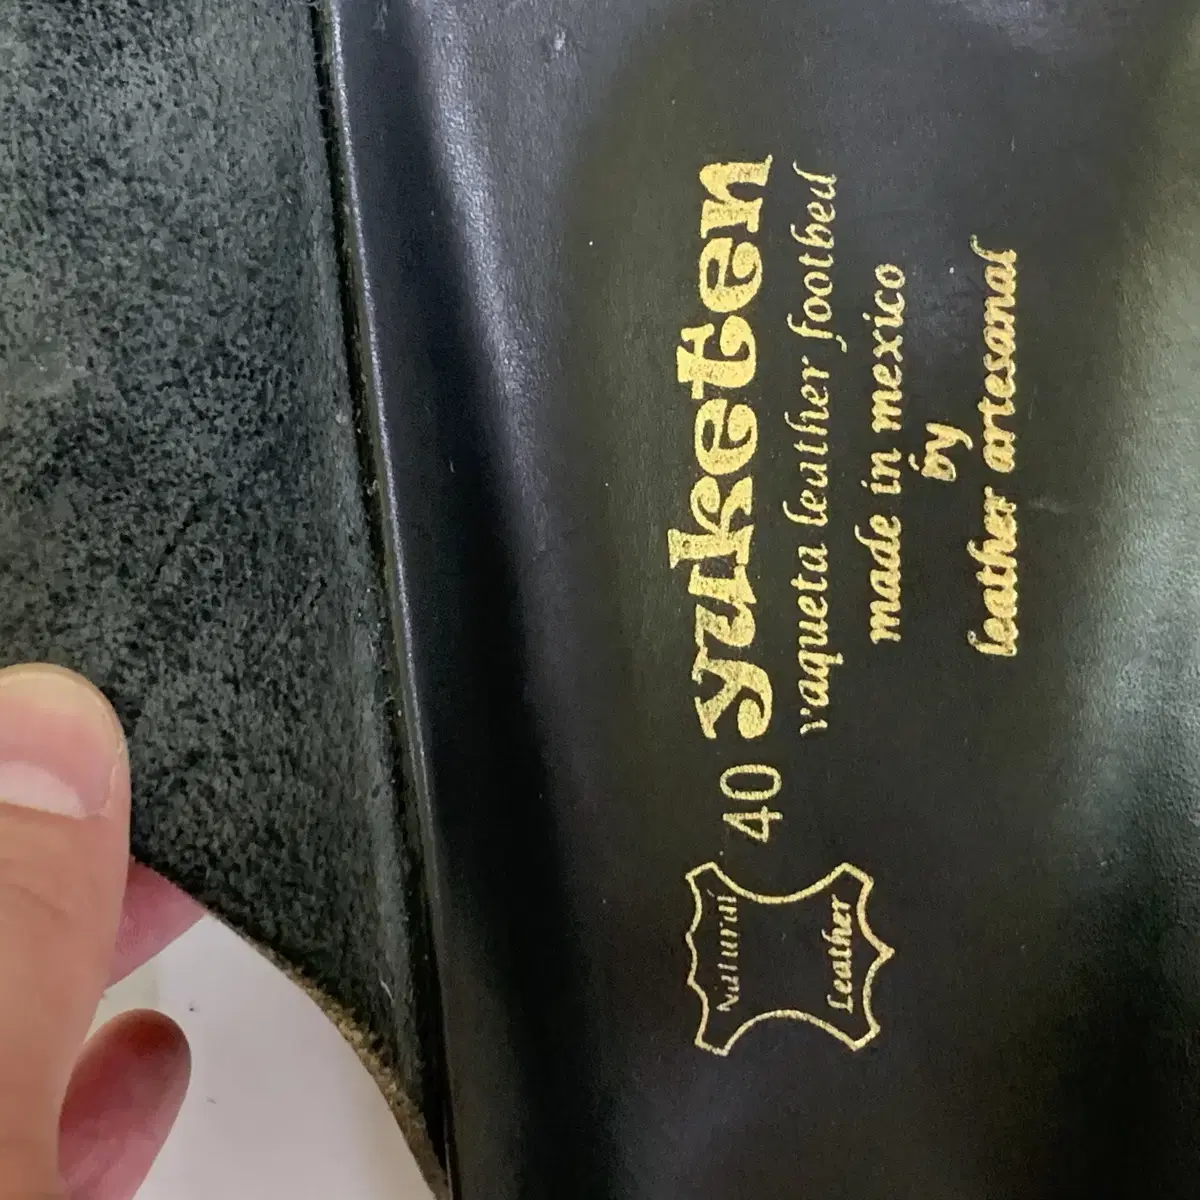 Natural
Leather
40 yuketen
vaqueta leather footbed
made in mexico
by
leather artesanal